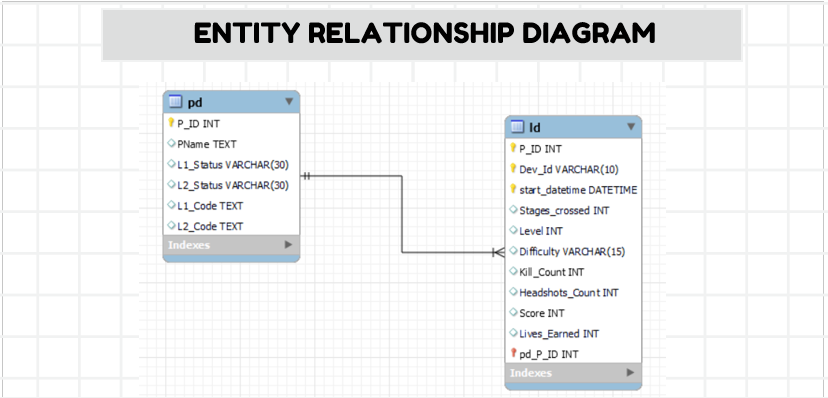 ENTITY RELATIONSHIP DIAGRAM
pd
P_ID INT
PName TEXT
L1_Status VARCHAR(30)
L2_Status VARCHAR(30)
L1_Code TEXT
L2_Code TEXT
Indexes
ld
P_ID INT
Dev_Id VARCHAR(10)
start_datetime DATETIME
Stages_crossed INT
Level INT
Difficulty VARCHAR(15)
Kill_Count INT
Headshots_Count INT
Score INT
Lives_Earned INT
pd_P_ID INT
Indexes